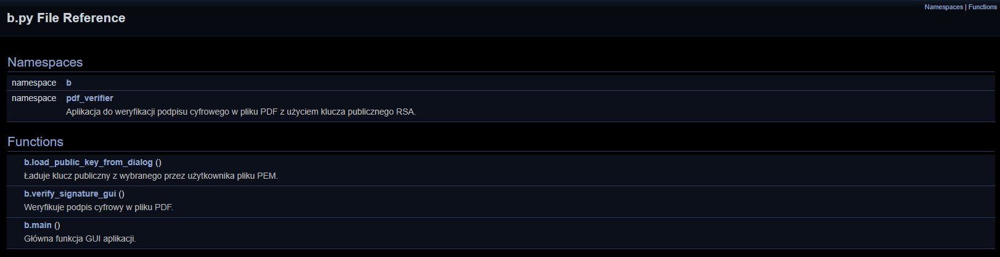 Namespaces | Functions
b.py File Reference
Namespaces
namespace b
namespace pdf_verifier
Aplikacja do weryfikacji podpisu cyfrowego w pliku PDF z użyciem klucza publicznego RSA.
Functions
b.load_public_key_from_dialog ()
Ładuje klucz publiczny z wybranego przez użytkownika pliku PEM.
b.verify_signature_gui ()
Weryfikuje podpis cyfrowy w pliku PDF.
b.main ()
Główna funkcja GUI aplikacji.